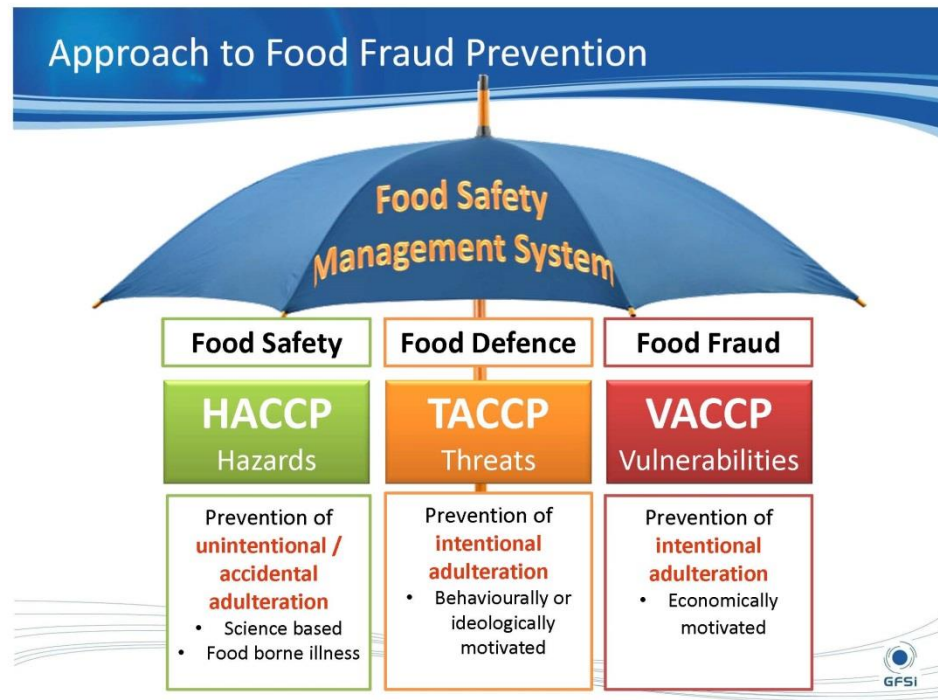 Approach to Food Fraud Prevention
Food Safety
Management System
Food Safety
HACCP
Hazards
Prevention of
unintentional /
accidental
adulteration
• Science based
• Food borne illness
Food Defence
TACCP
Threats
Prevention of
intentional
adulteration
• Behaviourally or
ideologically
motivated
Food Fraud
VACCP
Vulnerabilities
Prevention of
intentional
adulteration
• Economically
motivated
GFSi